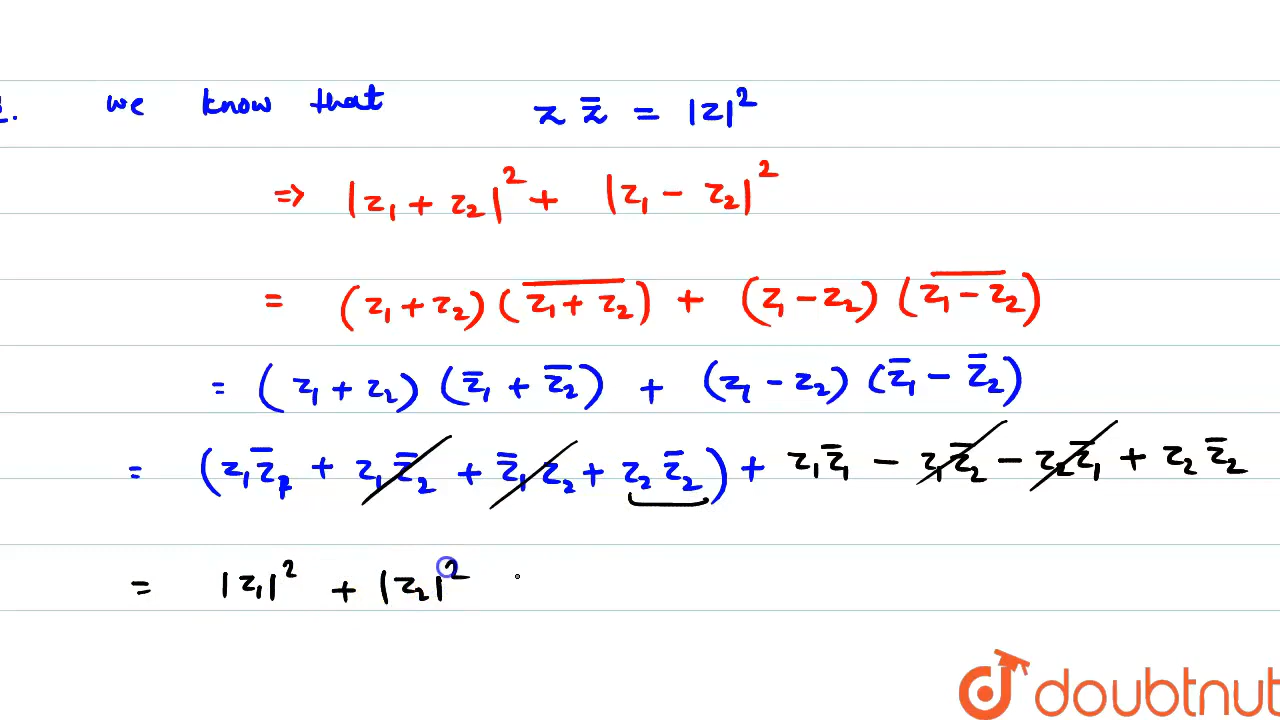 2. we know that z z̄ = |z|²
⇒ |z₁ + z₂|² + |z₁ − z₂|²
= (z₁ + z₂) (z₁ + z₂)̅ + (z₁ − z₂) (z₁ − z₂)̅
= (z₁ + z₂) (z̄₁ + z̄₂) + (z₁ − z₂) (z̄₁ − z̄₂)
= (z₁z̄₁ + z₁z̄₂ + z̄₁z₂ + z₂z̄₂) + z₁z̄₁ − z₁z̄₂ − z₂z̄₁ + z₂z̄₂
= |z₁|² + |z₂|²
doubtnut